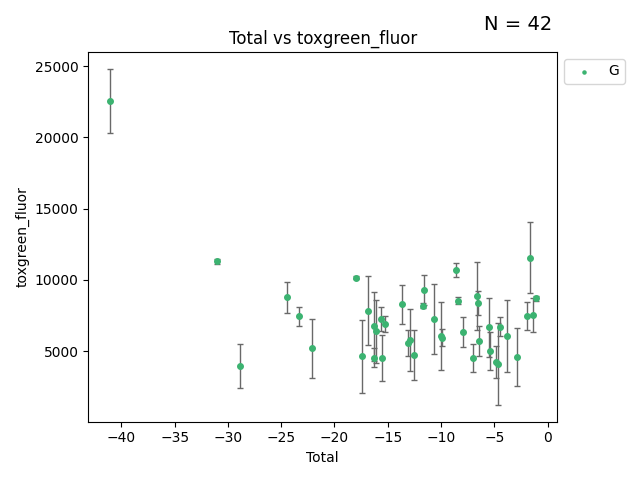 N = 42
Total vs toxgreen_fluor
25000
20000
15000
10000
5000
toxgreen_fluor
G
−40 −35 −30 −25 −20 −15 −10 −5 0
Total